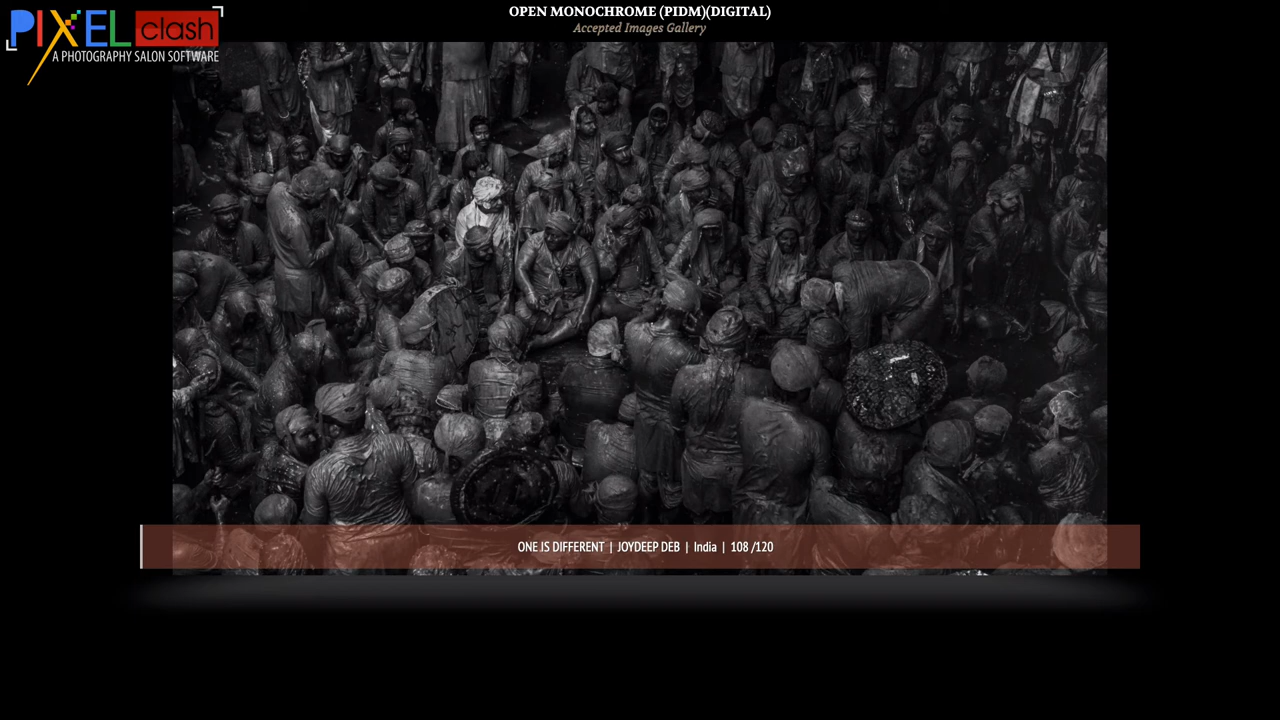 PIXEL clash
A PHOTOGRAPHY SALON SOFTWARE
OPEN MONOCHROME (PIDM)(DIGITAL)
Accepted Images Gallery
ONE IS DIFFERENT | JOYDEEP DEB | India | 108 /120